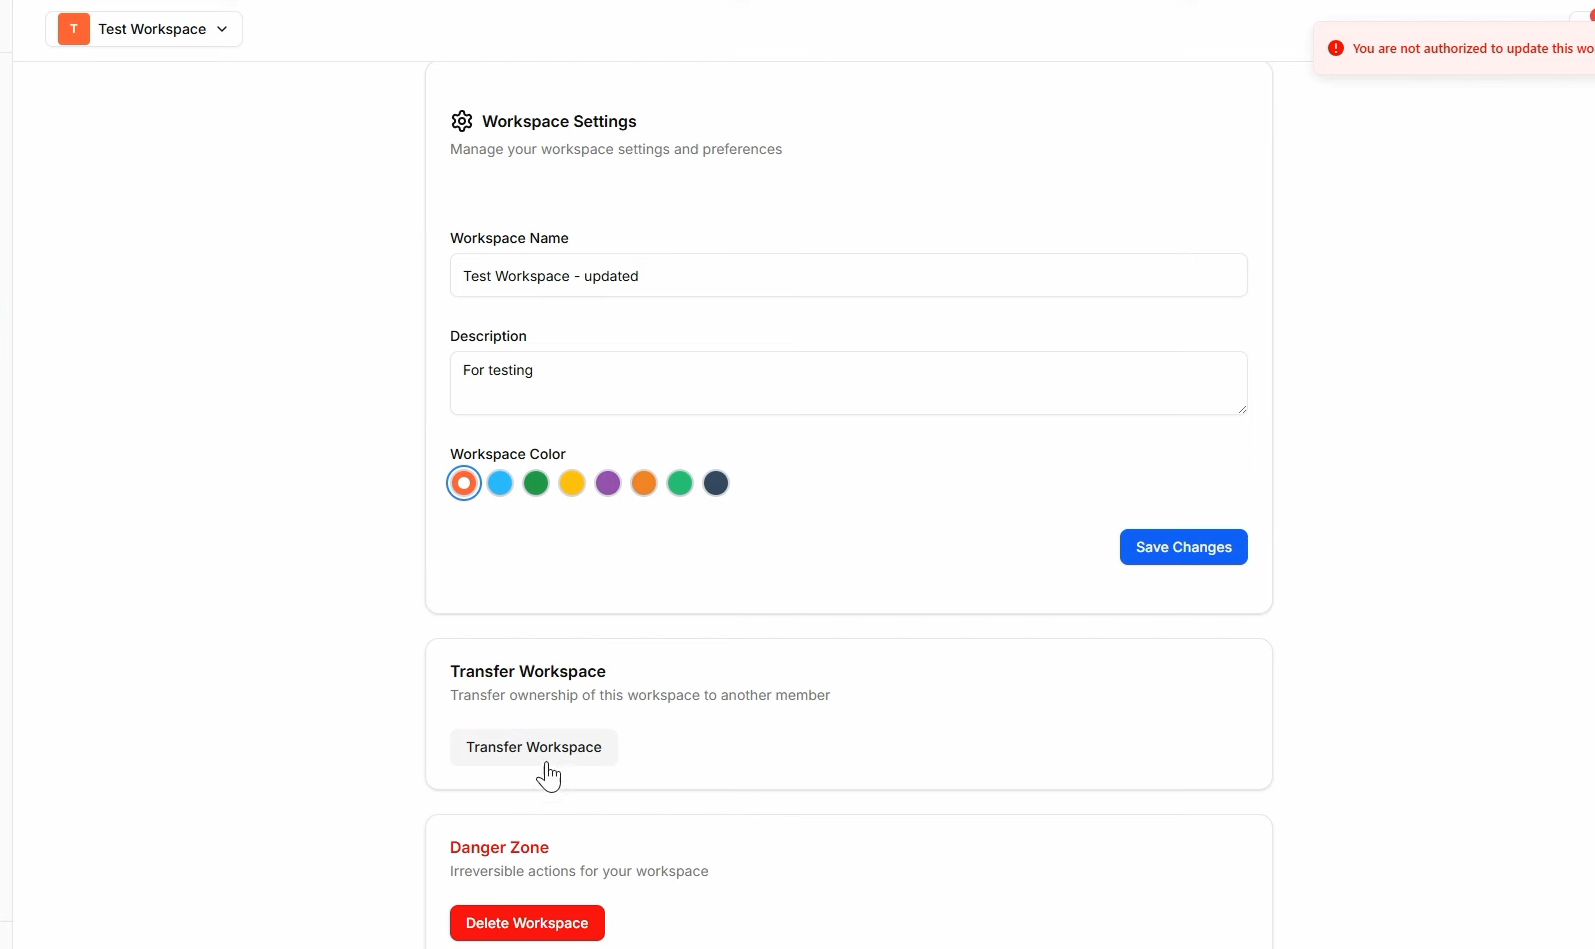 T Test Workspace
You are not authorized to update this
Workspace Settings
Manage your workspace settings and preferences
Workspace Name
Test Workspace - updated
Description
For testing
Workspace Color
Save Changes
Transfer Workspace
Transfer ownership of this workspace to another member
Transfer Workspace
Danger Zone
Irreversible actions for your workspace
Delete Workspace